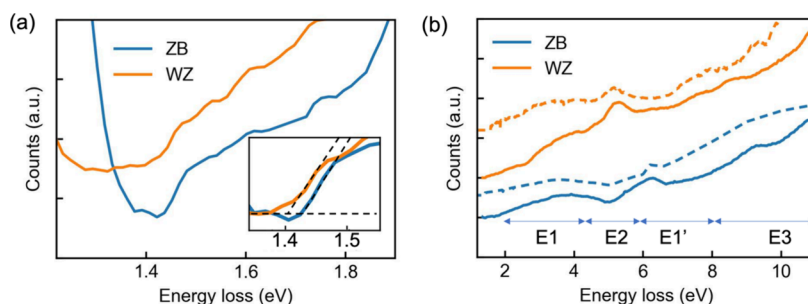 (a)
ZB
WZ
Counts (a.u.)
1.4 1.5
1.4 1.6 1.8
Energy loss (eV)
(b)
ZB
WZ
Counts (a.u.)
E1 E2 E1’ E3
2 4 6 8 10
Energy loss (eV)